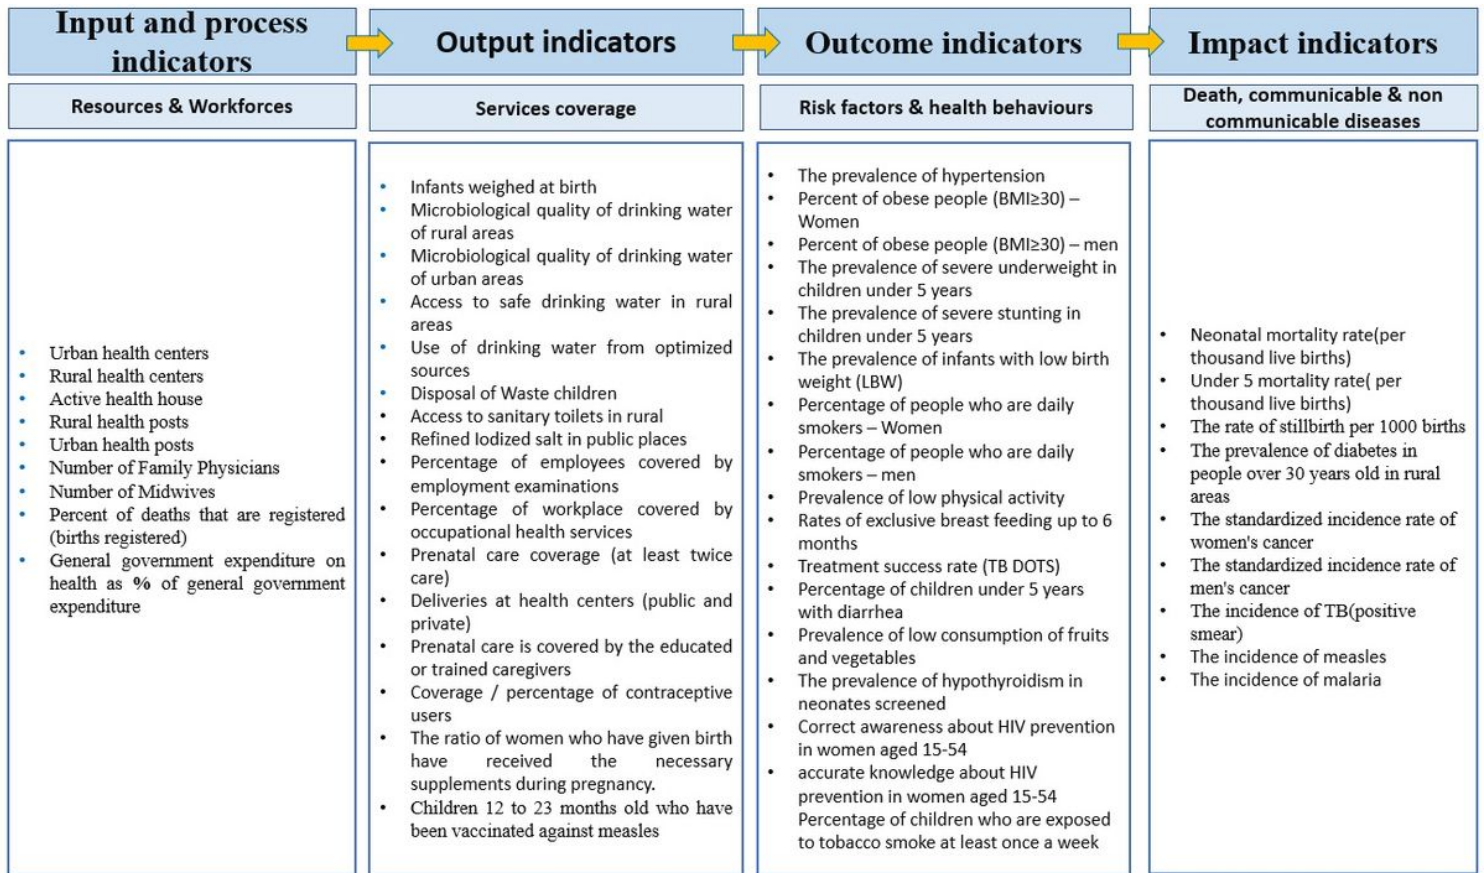 Input and process
indicators
Resources & Workforces
• Urban health centers
• Rural health centers
• Active health house
• Rural health posts
• Urban health posts
• Number of Family Physicians
• Number of Midwives
• Percent of deaths that are registered
(births registered)
• General government expenditure on
health as % of general government
expenditure
Output indicators
Services coverage
• Infants weighed at birth
• Microbiological quality of drinking water
of rural areas
• Microbiological quality of drinking water
of urban areas
• Access to safe drinking water in rural
areas
• Use of drinking water from optimized
sources
• Disposal of Waste children
• Access to sanitary toilets in rural
• Refined Iodized salt in public places
• Percentage of employees covered by
employment examinations
• Percentage of workplace covered by
occupational health services
• Prenatal care coverage (at least twice
care)
• Deliveries at health centers (public and
private)
• Prenatal care is covered by the educated
or trained caregivers
• Coverage / percentage of contraceptive
users
• The ratio of women who have given birth
have received the necessary
supplements during pregnancy.
• Children 12 to 23 months old who have
been vaccinated against measles
Outcome indicators
Risk factors & health behaviours
• The prevalence of hypertension
• Percent of obese people (BMI≥30) –
Women
• Percent of obese people (BMI≥30) – men
• The prevalence of severe underweight in
children under 5 years
• The prevalence of severe stunting in
children under 5 years
• The prevalence of infants with low birth
weight (LBW)
• Percentage of people who are daily
smokers – Women
• Percentage of people who are daily
smokers – men
• Prevalence of low physical activity
• Rates of exclusive breast feeding up to 6
months
• Treatment success rate (TB DOTS)
• Percentage of children under 5 years
with diarrhea
• Prevalence of low consumption of fruits
and vegetables
• The prevalence of hypothyroidism in
neonates screened
• Correct awareness about HIV prevention
in women aged 15-54
• accurate knowledge about HIV
prevention in women aged 15-54
Percentage of children who are exposed
to tobacco smoke at least once a week
Impact indicators
Death, communicable & non
communicable diseases
• Neonatal mortality rate(per
thousand live births)
• Under 5 mortality rate( per
thousand live births)
• The rate of stillbirth per 1000 births
• The prevalence of diabetes in
people over 30 years old in rural
areas
• The standardized incidence rate of
women's cancer
• The standardized incidence rate of
men's cancer
• The incidence of TB(positive
smear)
• The incidence of measles
• The incidence of malaria